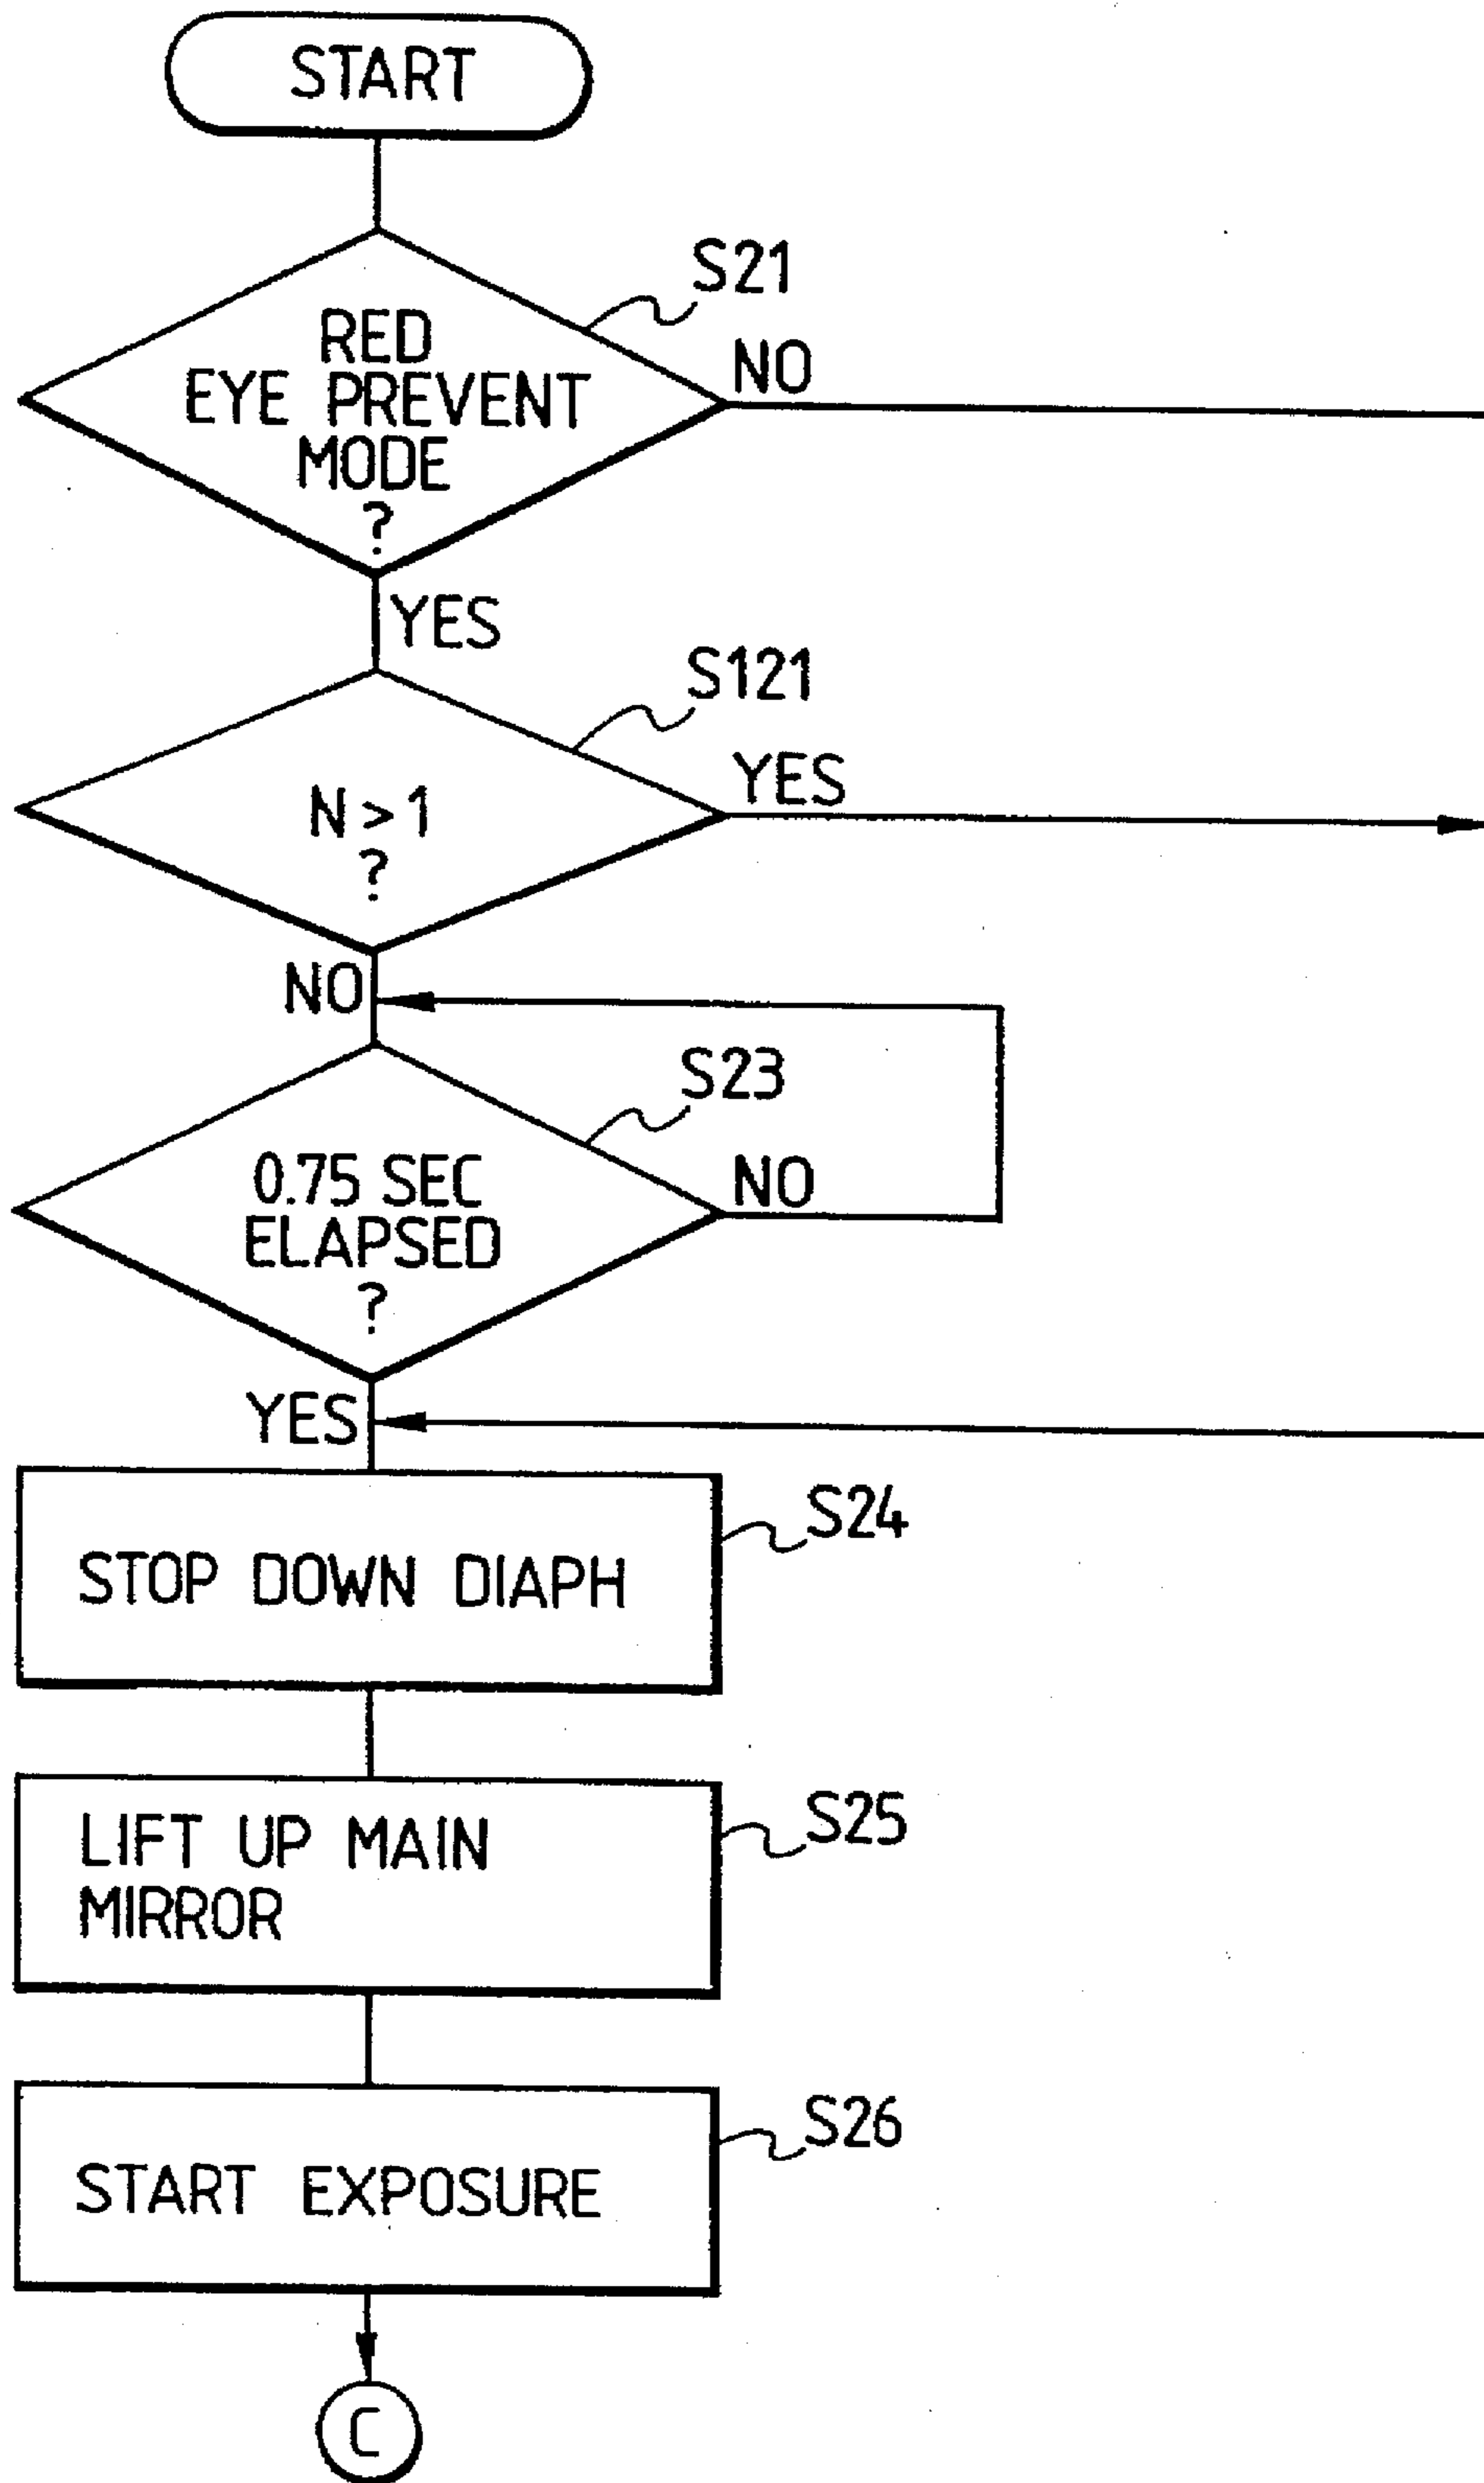 START
S21
RED
EYE PREVENT
MODE
?
NO
YES
S121
N > 1
?
YES
NO
S23
0.75 SEC
ELAPSED
?
NO
YES
S24
STOP DOWN DIAPH
S25
LIFT UP MAIN
MIRROR
S26
START EXPOSURE
C